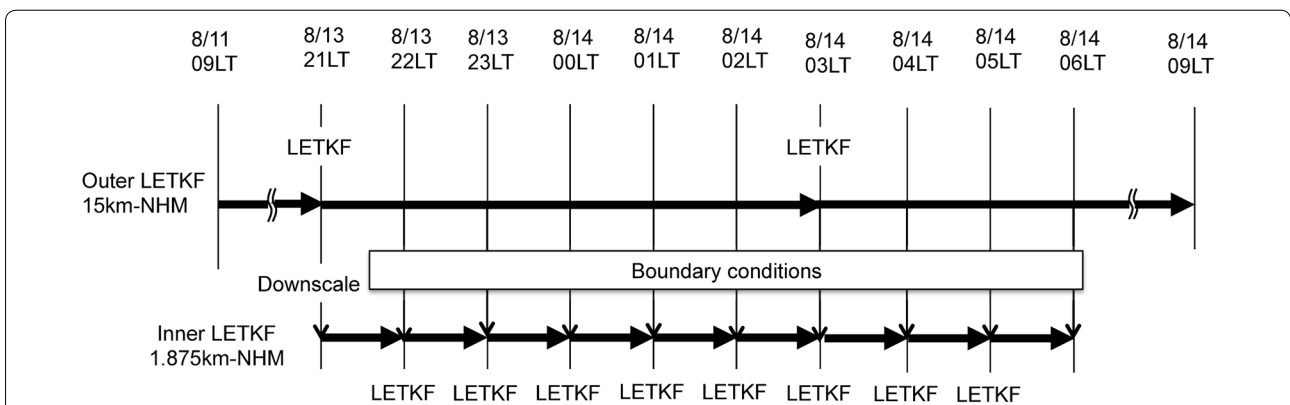 8/11 8/13 8/13 8/13 8/14 8/14 8/14 8/14 8/14 8/14 8/14 8/14
09LT 21LT 22LT 23LT 00LT 01LT 02LT 03LT 04LT 05LT 06LT 09LT
LETKF LETKF
Outer LETKF
15km-NHM
Boundary conditions
Downscale
Inner LETKF
1.875km-NHM
LETKF LETKF LETKF LETKF LETKF LETKF LETKF LETKF